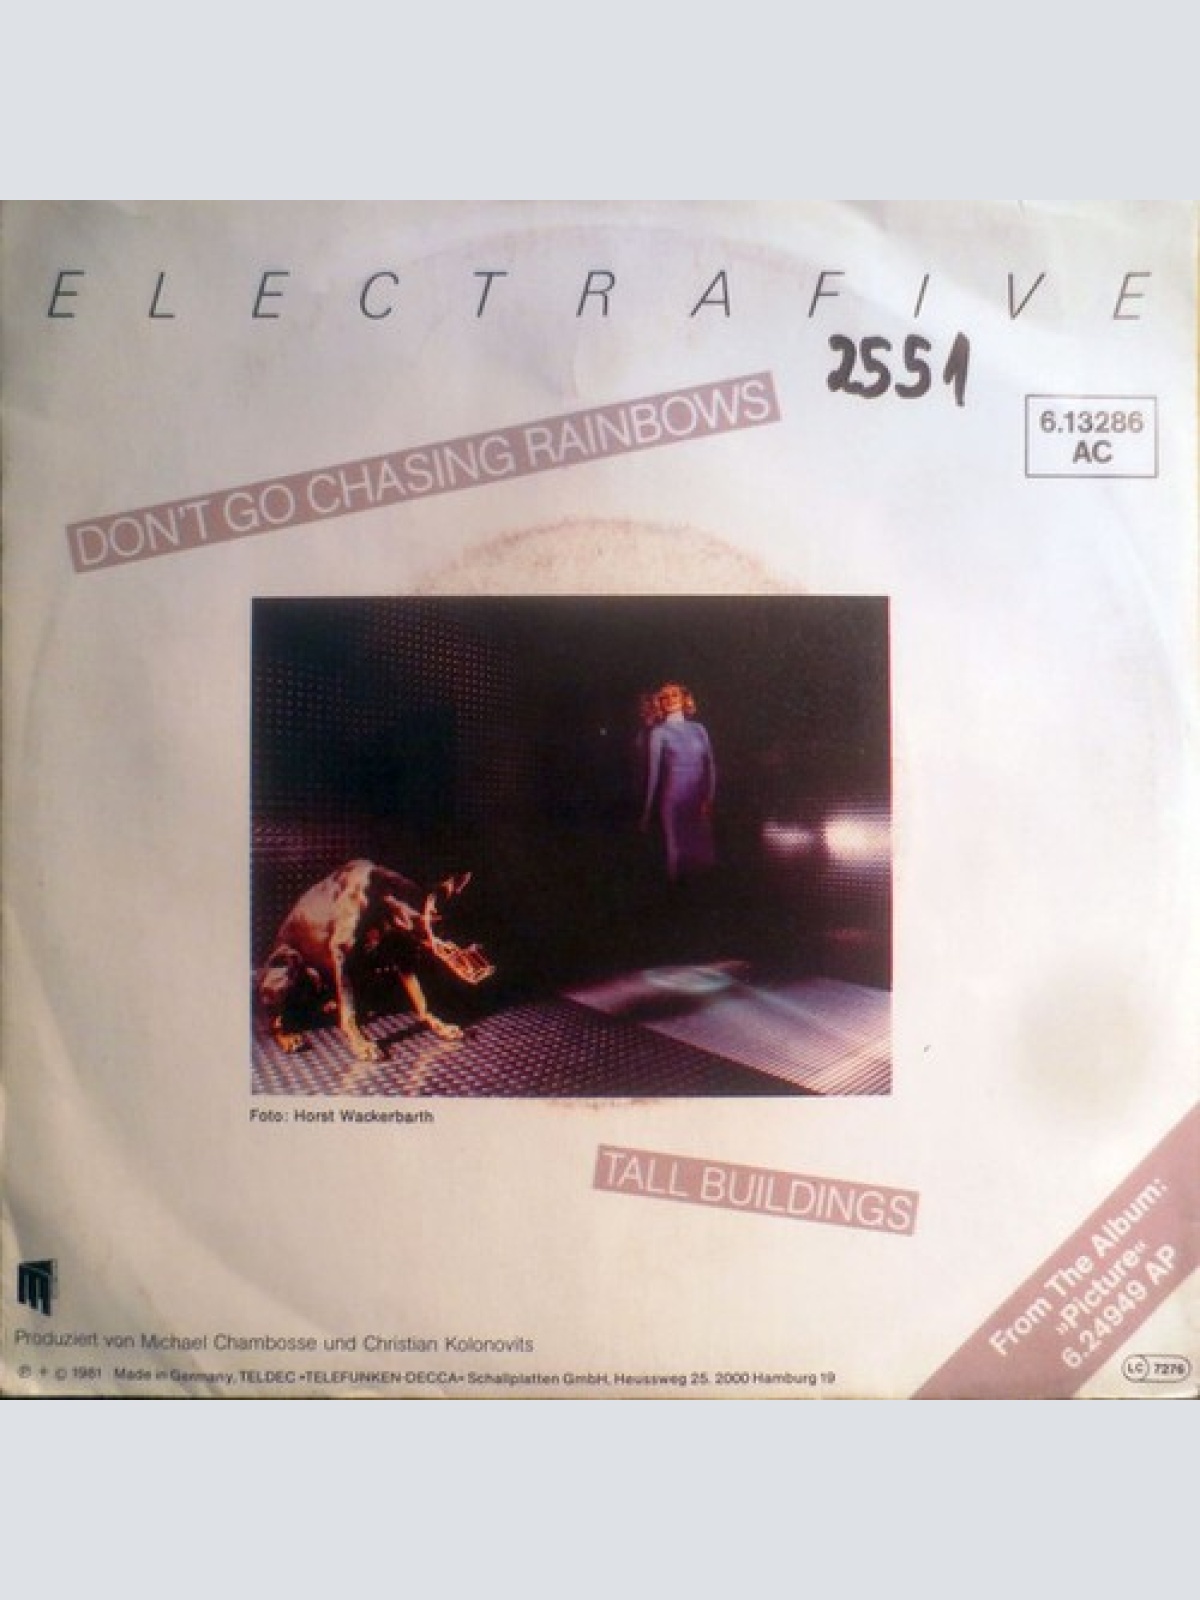 ELECTRAFIVE
2551
6.13286
AC
DON'T GO CHASING RAINBOWS
Foto: Horst Wackerbarth
TALL BUILDINGS
From The Album:
»Picture«
6.24949 AP
Produziert von Michael Chambosse und Christian Kolonovits
℗ + © 1981 Made in Germany, TELDEC »TELEFUNKEN-DECCA« Schallplatten GmbH, Heussweg 25, 2000 Hamburg 19
LC 7276